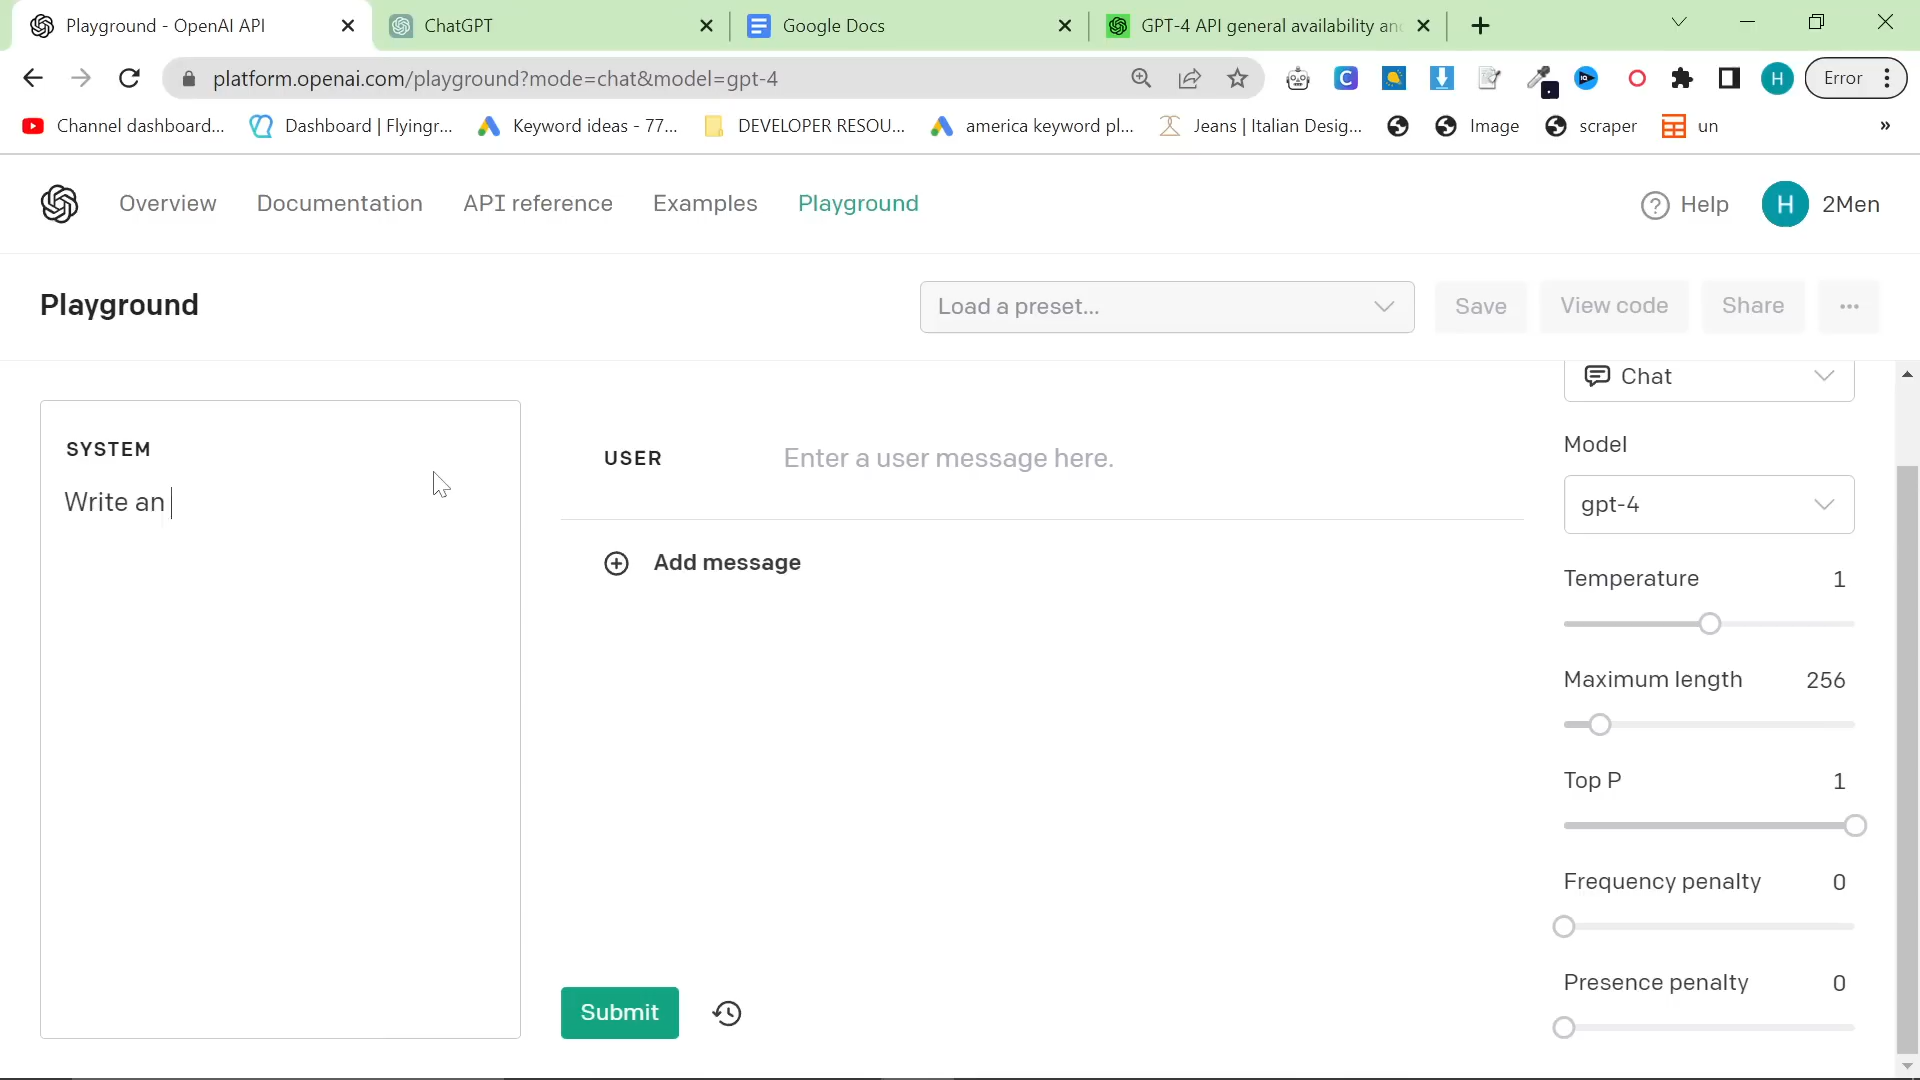 Playground - OpenAI API
ChatGPT
Google Docs
GPT-4 API general availability an
platform.openai.com/playground?mode=chat&model=gpt-4
H
Error
Channel dashboard...
Dashboard | Flyingr...
Keyword ideas - 77...
DEVELOPER RESOU...
america keyword pl...
Jeans | Italian Desig...
Image
scraper
un
»
Overview
Documentation
API reference
Examples
Playground
Help
H
2Men
Playground
Load a preset...
Save
View code
Share
...
Chat
SYSTEM
Write an
USER
Enter a user message here.
Add message
Model
gpt-4
Temperature
1
Maximum length
256
Top P
1
Frequency penalty
0
Presence penalty
0
Submit